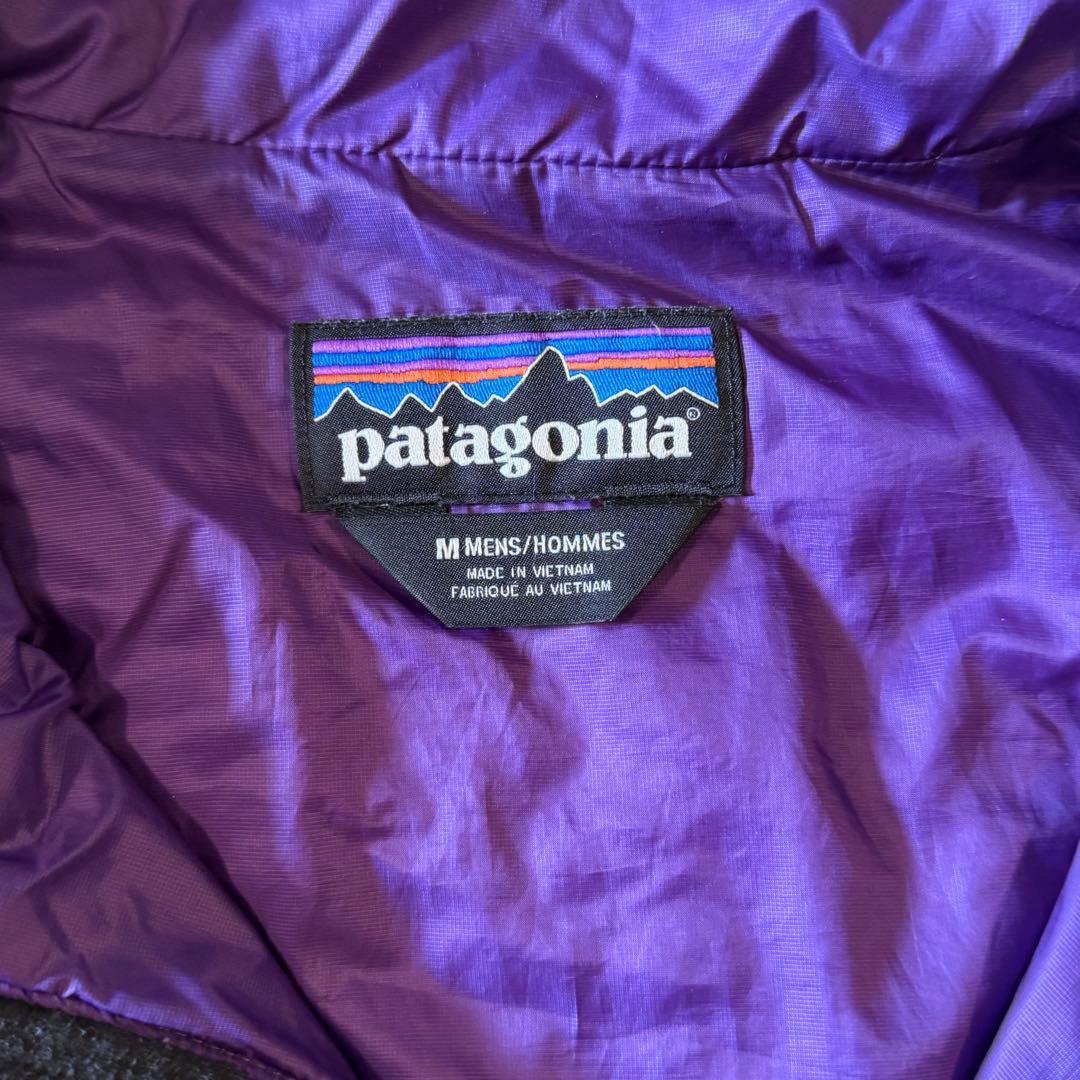 patagonia®
M MENS/HOMMES
MADE IN VIETNAM
FABRIQUÉ AU VIETNAM